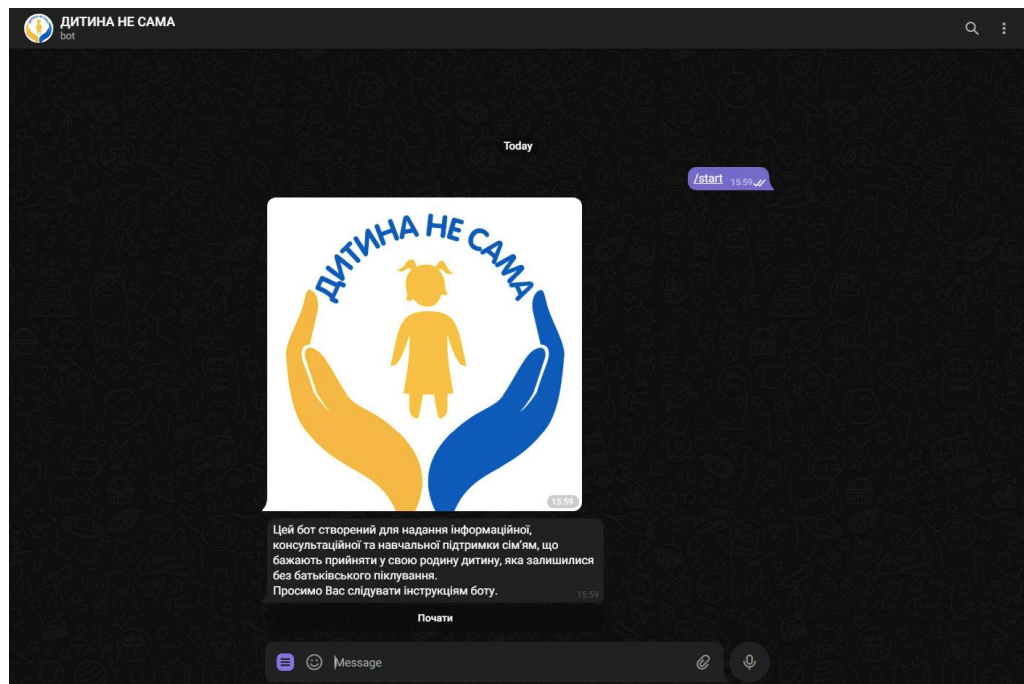 ДИТИНА НЕ САМА
bot
Today
/start 15:59
ДИТИНА НЕ САМА
15:59
Цей бот створений для надання інформаційної,
консультаційної та навчальної підтримки сім'ям, що
бажають прийняти у свою родину дитину, яка залишилися
без батьківського піклування.
Просимо Вас слідувати інструкціям боту.
15:59
Почати
Message